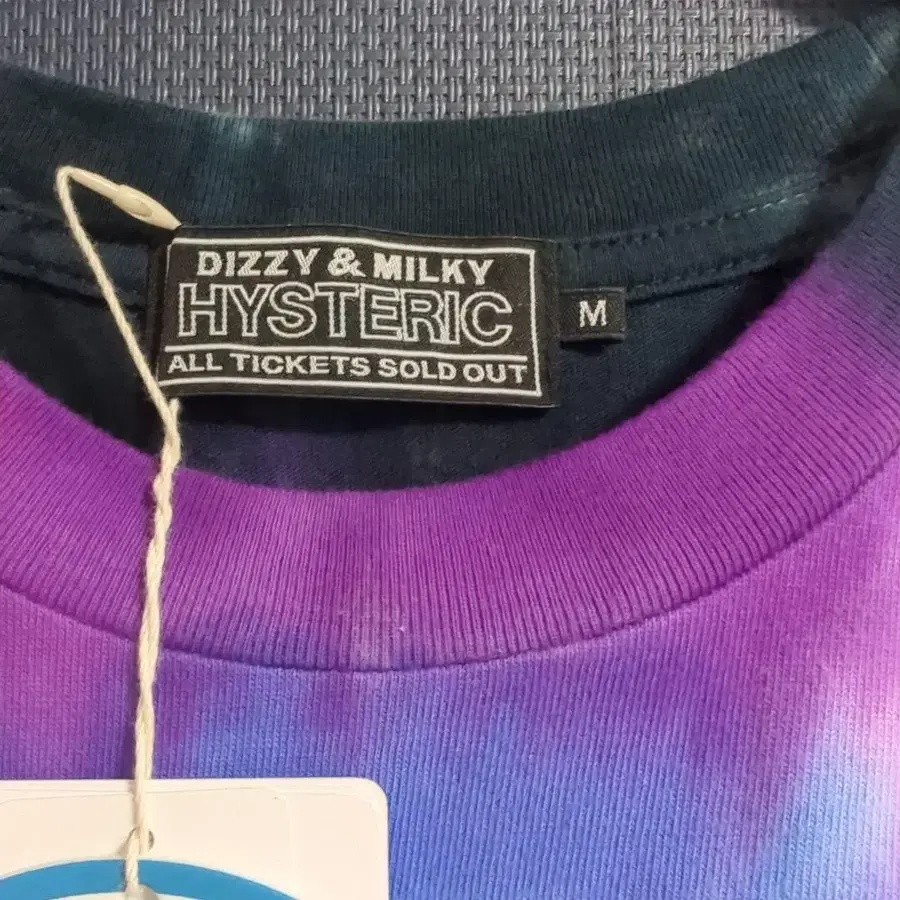 DIZZY & MILKY
HYSTERIC
ALL TICKETS SOLD OUT
M